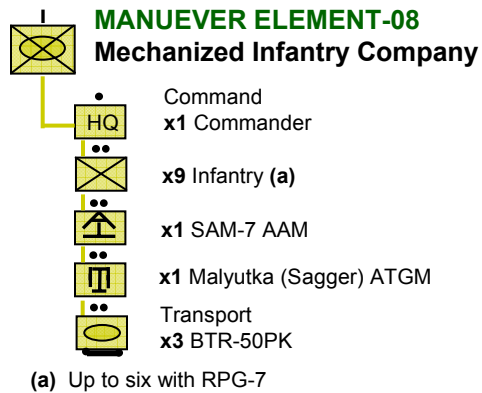 MANUEVER ELEMENT-08
Mechanized Infantry Company
Command
HQ
x1 Commander
x9 Infantry (a)
x1 SAM-7 AAM
x1 Malyutka (Sagger) ATGM
Transport
x3 BTR-50PK
(a) Up to six with RPG-7